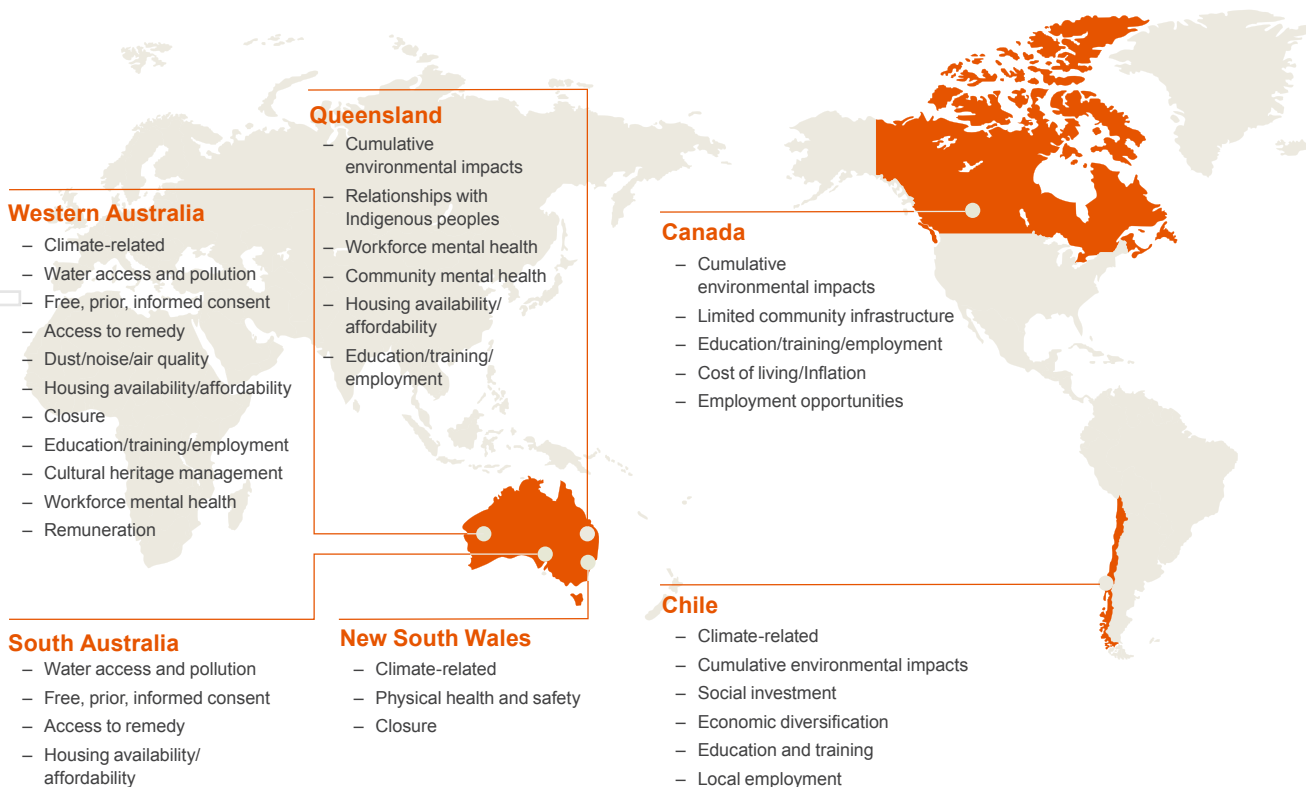 Queensland
– Cumulative
environmental impacts
– Relationships with
Indigenous peoples
– Workforce mental health
– Community mental health
– Housing availability/
affordability
– Education/training/
employment
Western Australia
– Climate-related
– Water access and pollution
– Free, prior, informed consent
– Access to remedy
– Dust/noise/air quality
– Housing availability/affordability
– Closure
– Education/training/employment
– Cultural heritage management
– Workforce mental health
– Remuneration
Canada
– Cumulative
environmental impacts
– Limited community infrastructure
– Education/training/employment
– Cost of living/Inflation
– Employment opportunities
South Australia
– Water access and pollution
– Free, prior, informed consent
– Access to remedy
– Housing availability/
affordability
New South Wales
– Climate-related
– Physical health and safety
– Closure
Chile
– Climate-related
– Cumulative environmental impacts
– Social investment
– Economic diversification
– Education and training
– Local employment